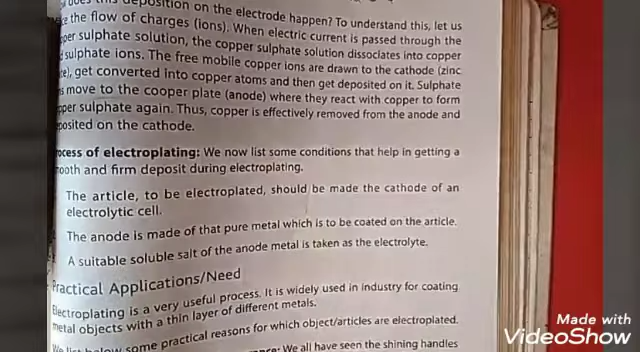 this deposition on the electrode happen? To understand this, let us
the flow of charges (ions). When electric current is passed through the
sulphate solution, the copper sulphate solution dissociates into copper
sulphate ions. The free mobile copper ions are drawn to the cathode (zinc
get converted into copper atoms and then get deposited on it. Sulphate
move to the cooper plate (anode) where they react with copper to form
sulphate again. Thus, copper is effectively removed from the anode and
on the cathode.
of electroplating: We now list some conditions that help in getting a
and firm deposit during electroplating.
The article, to be electroplated, should be made the cathode of an
electrolytic cell.
The anode is made of that pure metal which is to be coated on the article.
A suitable soluble salt of the anode metal is taken as the electrolyte.
Practical Applications/Need
Electroplating is a very useful process. It is widely used in industry for coating
metal objects with a thin layer of different metals.
We list below some practical reasons for which object/articles are electroplated.
We all have seen the shining handles
Made with
VideoShow